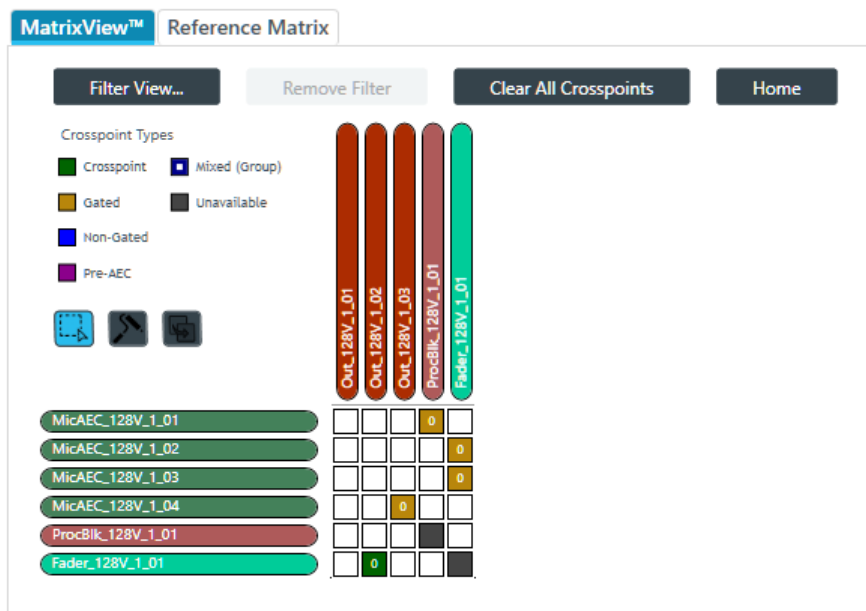 MatrixView™ Reference Matrix
Filter View... Remove Filter Clear All Crosspoints Home
Crosspoint Types
Crosspoint Mixed (Group)
Gated Unavailable
Non-Gated
Pre-AEC
Out_128V_1_01
Out_128V_1_02
Out_128V_1_03
ProcBlk_128V_1_01
Fader_128V_1_01
MicAEC_128V_1_01 0
MicAEC_128V_1_02 0
MicAEC_128V_1_03 0
MicAEC_128V_1_04 0
ProcBlk_128V_1_01
Fader_128V_1_01 0